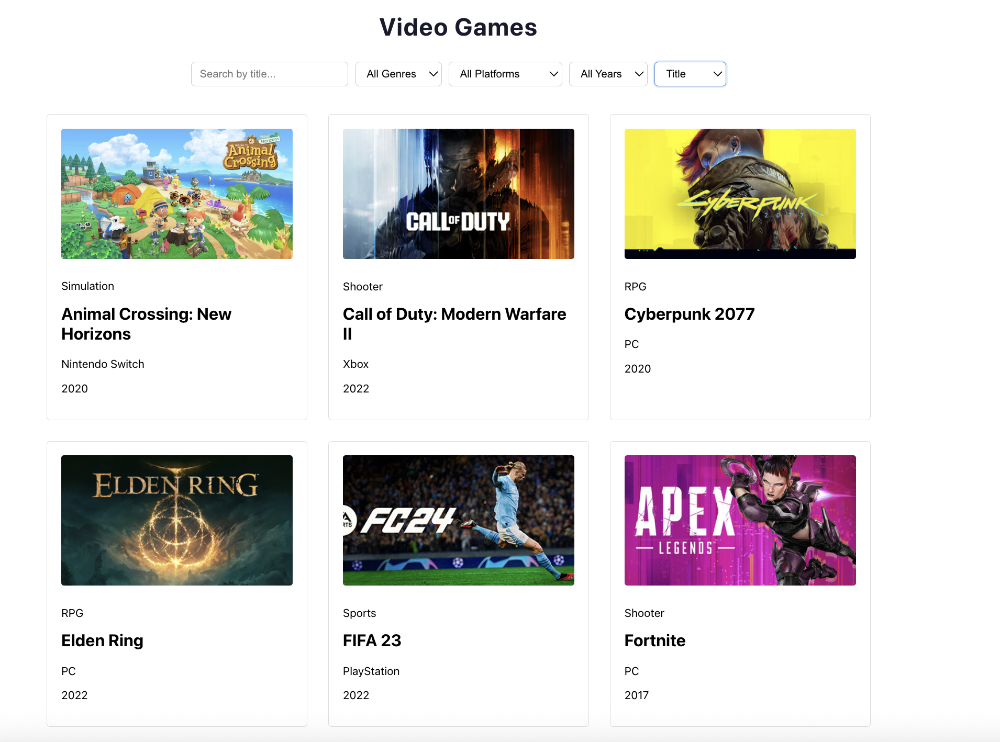 Video Games
Search by title...
All Genres
All Platforms
All Years
Title
New
Horizons
Welcome to
Animal
Crossing
CALL OF DUTY
CYBERPUNK
2077
Simulation
Animal Crossing: New
Horizons
Nintendo Switch
2020
Shooter
Call of Duty: Modern Warfare
II
Xbox
2022
RPG
Cyberpunk 2077
PC
2020
ELDEN RING
FC24
APEX
LEGENDS
RPG
Elden Ring
PC
2022
Sports
FIFA 23
PlayStation
2022
Shooter
Fortnite
PC
2017